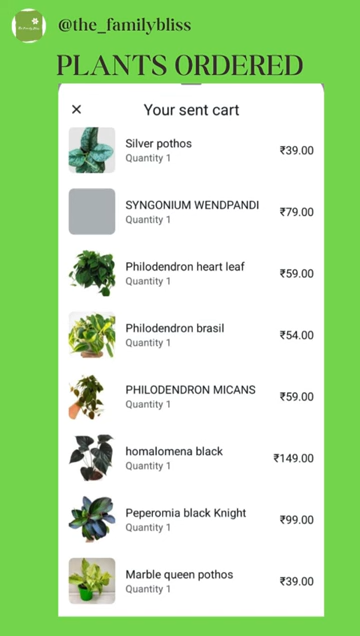 @the_familybliss
PLANTS ORDERED
× Your sent cart
Silver pothos ₹39.00
Quantity 1
SYNGONIUM WENDPANDI ₹79.00
Quantity 1
Philodendron heart leaf ₹59.00
Quantity 1
Philodendron brasil ₹54.00
Quantity 1
PHILODENDRON MICANS ₹59.00
Quantity 1
homalomena black ₹149.00
Quantity 1
Peperomia black Knight ₹99.00
Quantity 1
Marble queen pothos ₹39.00
Quantity 1